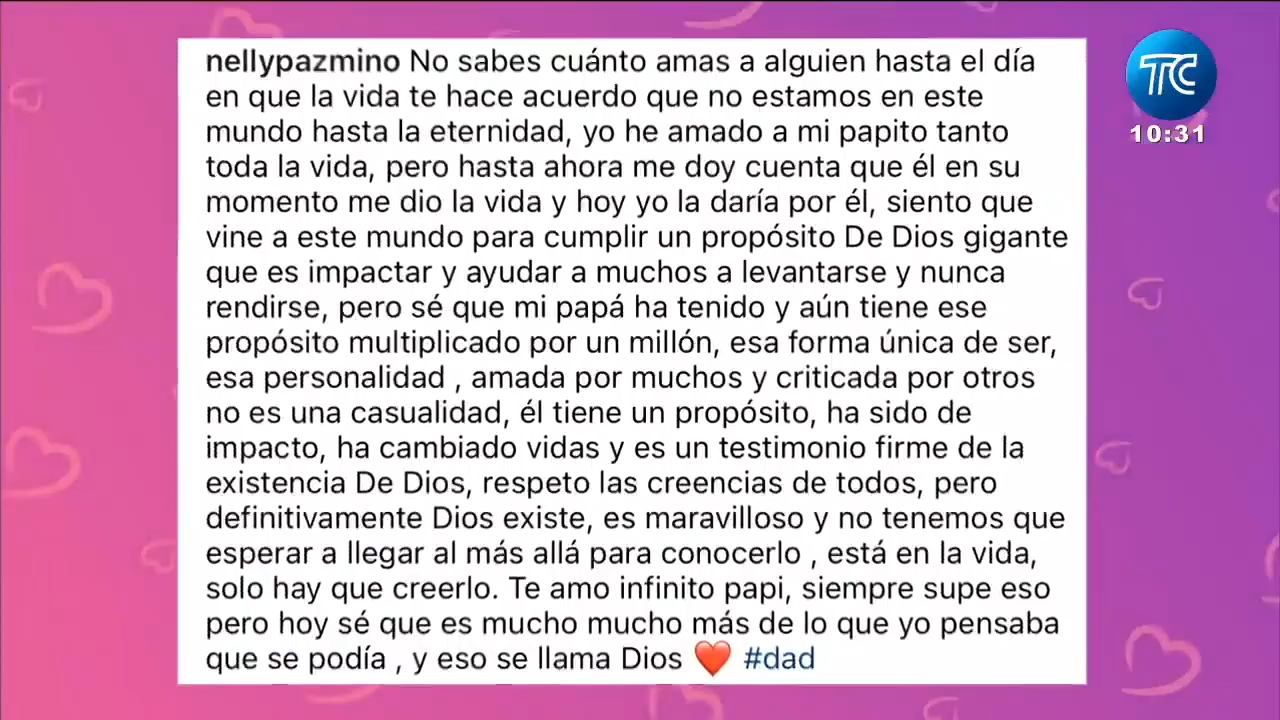 nellypazmino No sabes cuánto amas a alguien hasta el día
en que la vida te hace acuerdo que no estamos en este
mundo hasta la eternidad, yo he amado a mi papito tanto
toda la vida, pero hasta ahora me doy cuenta que él en su
momento me dio la vida y hoy yo la daría por él, siento que
vine a este mundo para cumplir un propósito De Dios gigante
que es impactar y ayudar a muchos a levantarse y nunca
rendirse, pero sé que mi papá ha tenido y aún tiene ese
propósito multiplicado por un millón, esa forma única de ser,
esa personalidad , amada por muchos y criticada por otros
no es una casualidad, él tiene un propósito, ha sido de
impacto, ha cambiado vidas y es un testimonio firme de la
existencia De Dios, respeto las creencias de todos, pero
definitivamente Dios existe, es maravilloso y no tenemos que
esperar a llegar al más allá para conocerlo , está en la vida,
solo hay que creerlo. Te amo infinito papi, siempre supe eso
pero hoy sé que es mucho mucho más de lo que yo pensaba
que se podía , y eso se llama Dios ❤️ #dad
TC
10:31